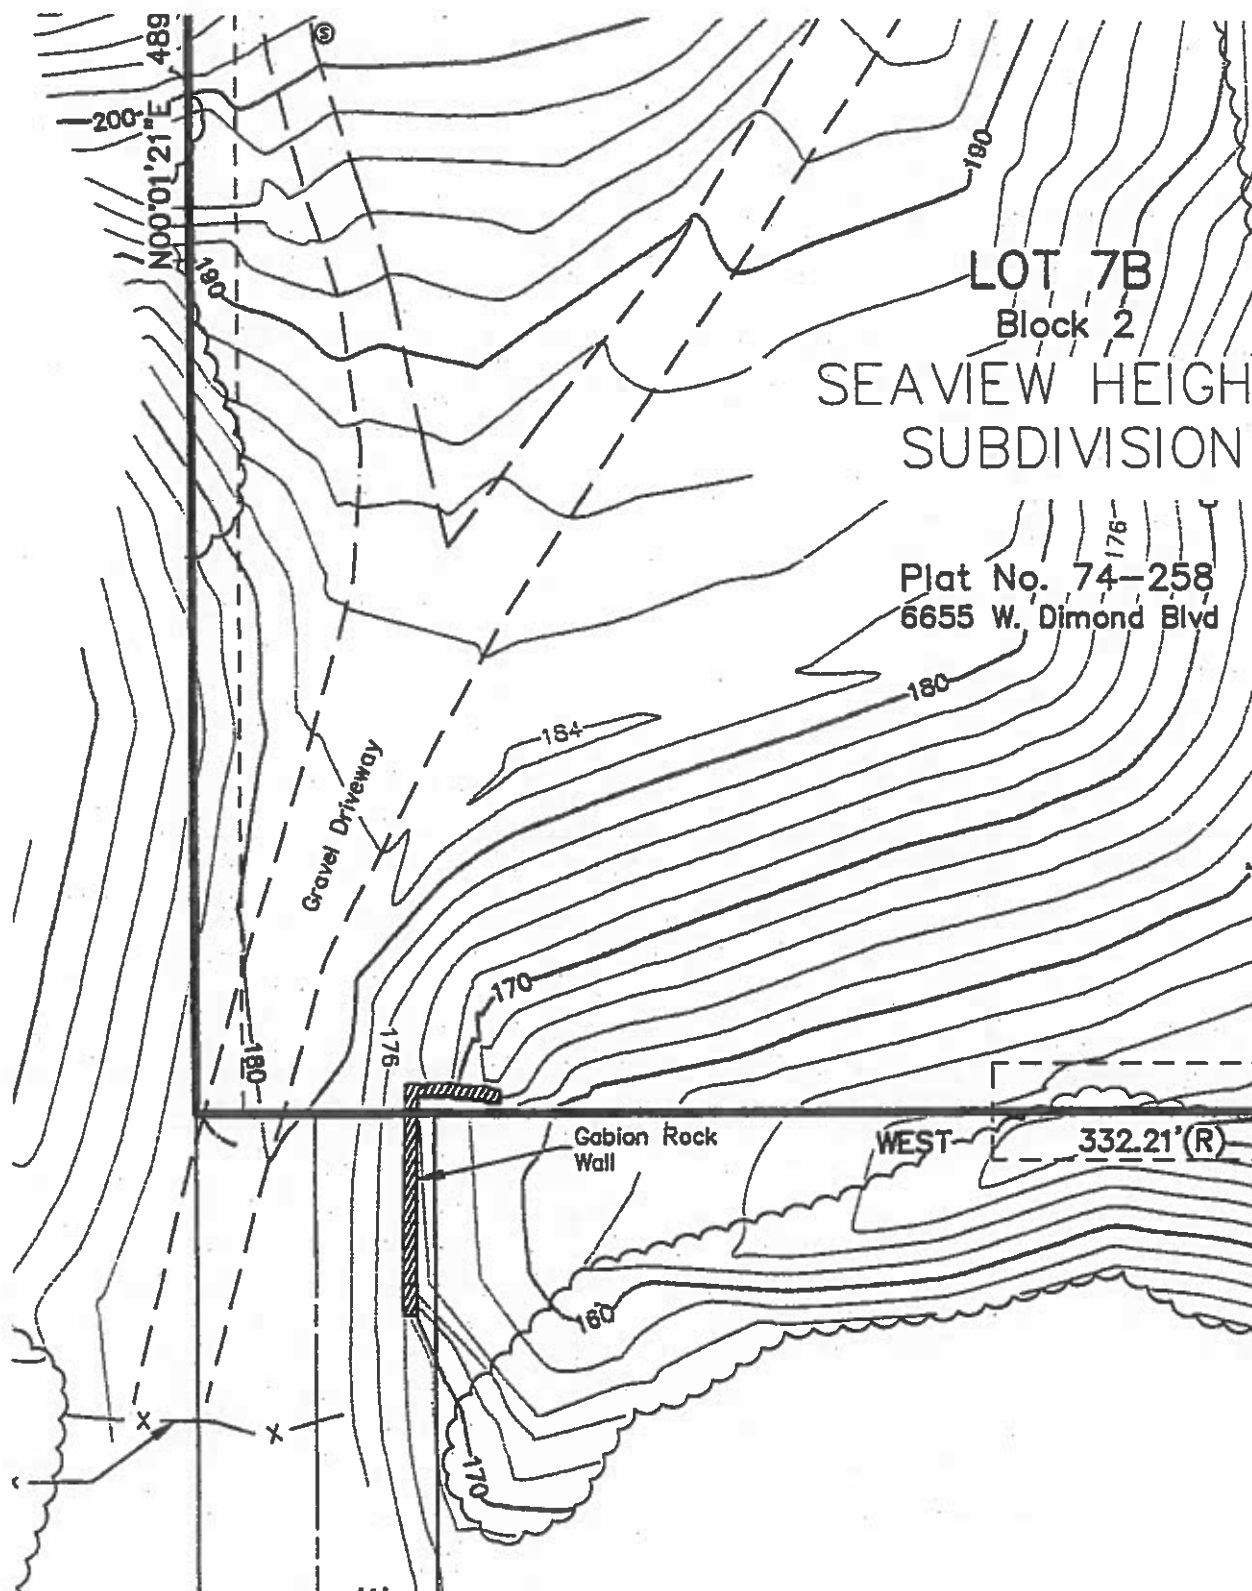 S
N00°01'21"E 489
200
190
190
LOT 7B
Block 2
SEAVIEW HEIGH
SUBDIVISION
176
Plat No. 74-258
6655 W. Dimond Blvd
180
184
Gravel Driveway
170
176
180
Gabion Rock
Wall
WEST
332.21'(R)
160
X
X
170